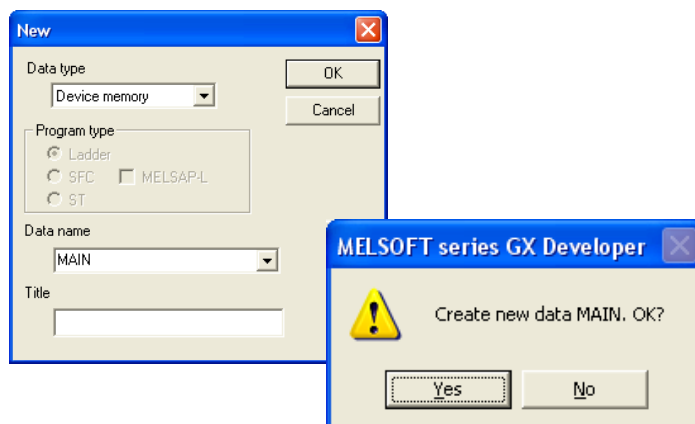 New
Data type
OK
Device memory
Cancel
Program type
Ladder
SFC MELSAP-L
ST
Data name
MAIN
Title
MELSOFT series GX Developer
Create new data MAIN. OK?
Yes No